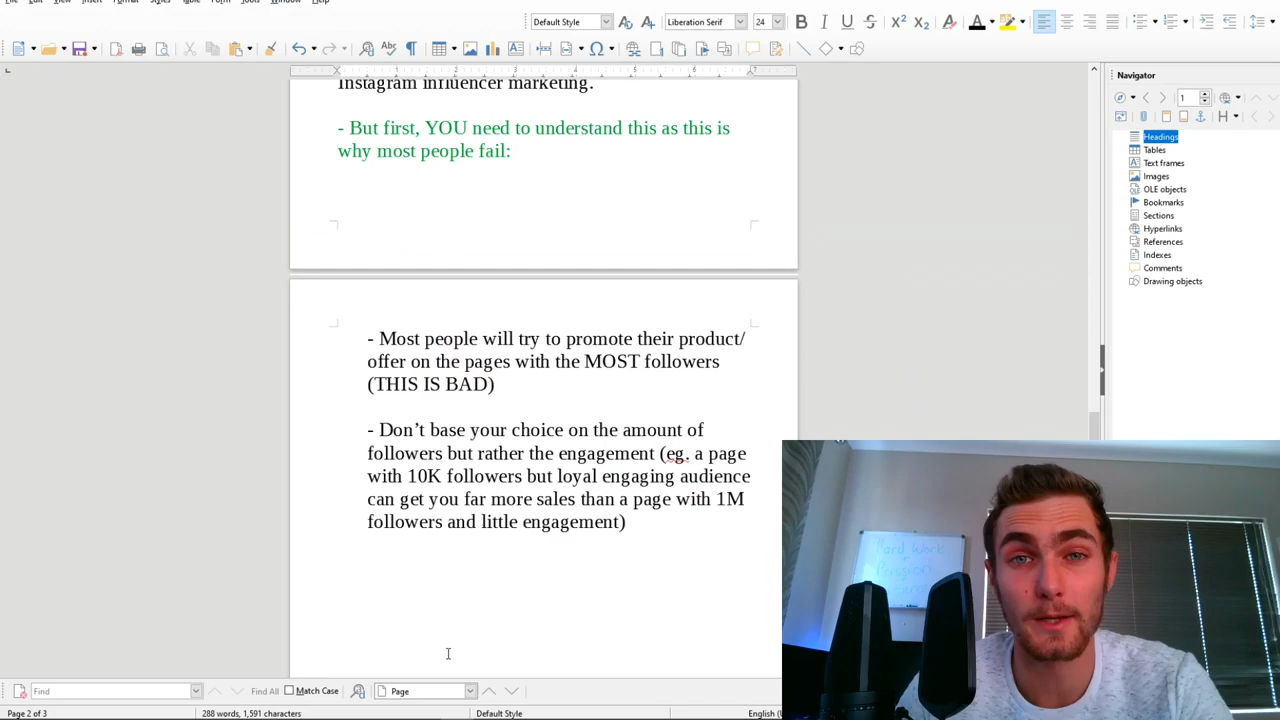 Default Style
Liberation Serif
24
Navigator
1
Instagram influencer marketing.
- But first, YOU need to understand this as this is
why most people fail:
Headings
Tables
Text frames
Images
OLE objects
Bookmarks
Sections
Hyperlinks
References
Indexes
Comments
Drawing objects
- Most people will try to promote their product/
offer on the pages with the MOST followers
(THIS IS BAD)
- Don’t base your choice on the amount of
followers but rather the engagement (eg. a page
with 10K followers but loyal engaging audience
can get you far more sales than a page with 1M
followers and little engagement)
Hard Work
Find
Find All
Match Case
Page
Page 2 of 3
288 words, 1,591 characters
Default Style
English